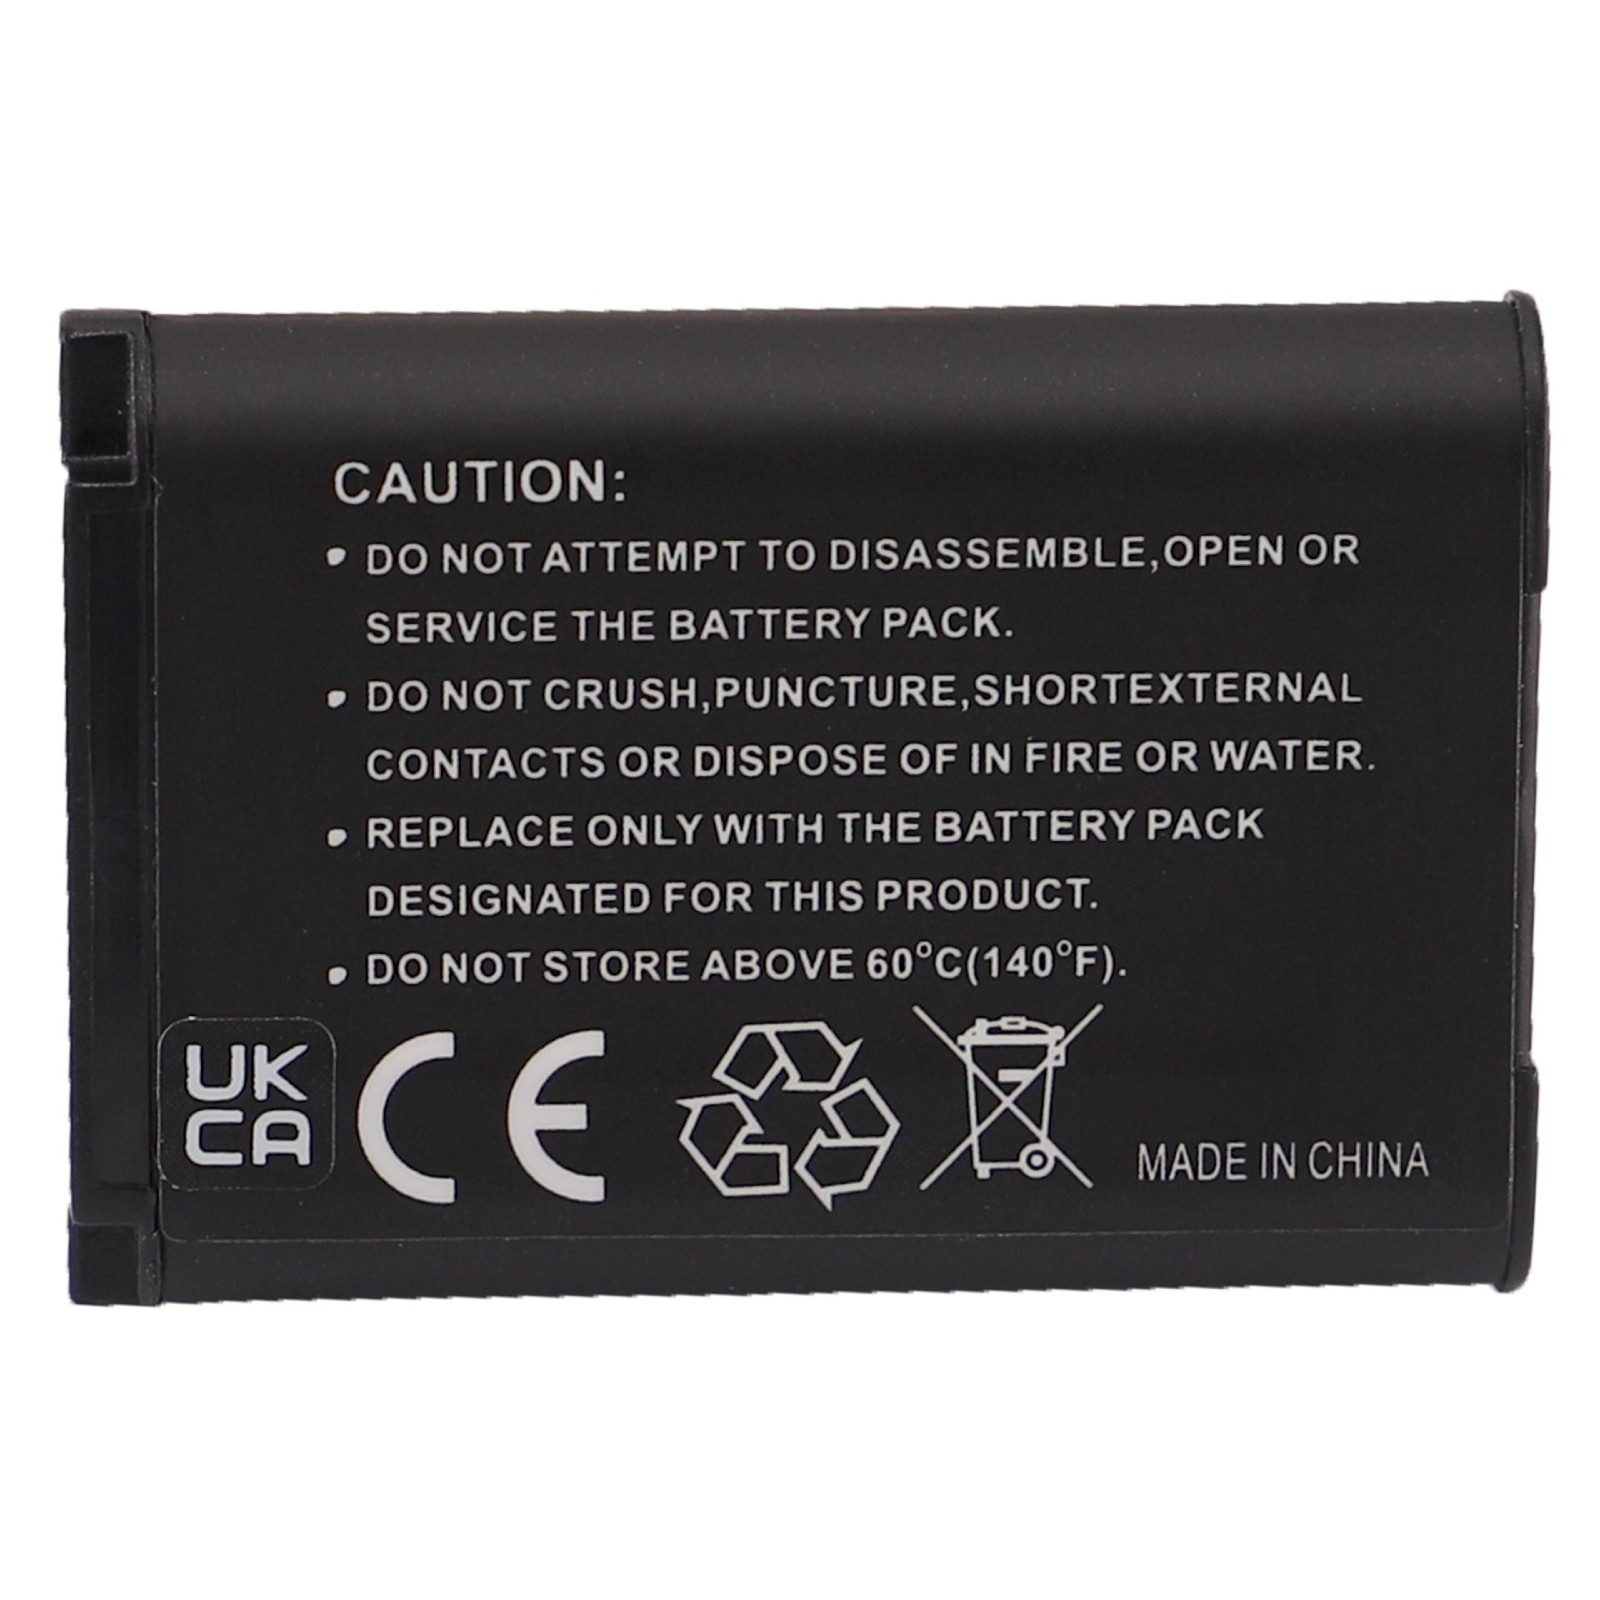 CAUTION:
• DO NOT ATTEMPT TO DISASSEMBLE,OPEN OR
SERVICE THE BATTERY PACK.
• DO NOT CRUSH,PUNCTURE,SHORTEXTERNAL
CONTACTS OR DISPOSE OF IN FIRE OR WATER.
• REPLACE ONLY WITH THE BATTERY PACK
DESIGNATED FOR THIS PRODUCT.
• DO NOT STORE ABOVE 60°C(140°F).
UK
CA
CE
MADE IN CHINA